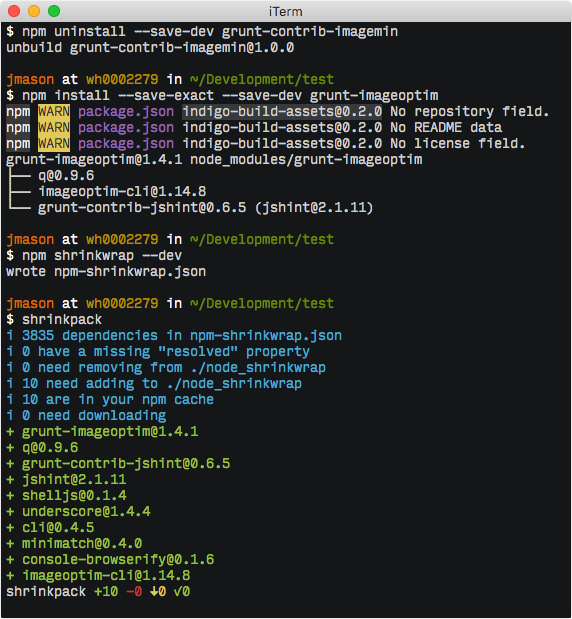 iTerm
$ npm uninstall --save-dev grunt-contrib-imagemin
unbuild grunt-contrib-imagemin@1.0.0
jmason at wh0002279 in ~/Development/test
$ npm install --save-exact --save-dev grunt-imageoptim
npm WARN package.json indigo-build-assets@0.2.0 No repository field.
npm WARN package.json indigo-build-assets@0.2.0 No README data
npm WARN package.json indigo-build-assets@0.2.0 No license field.
grunt-imageoptim@1.4.1 node_modules/grunt-imageoptim
├── q@0.9.6
├── imageoptim-cli@1.14.8
└── grunt-contrib-jshint@0.6.5 (jshint@2.1.11)
jmason at wh0002279 in ~/Development/test
$ npm shrinkwrap --dev
wrote npm-shrinkwrap.json
jmason at wh0002279 in ~/Development/test
$ shrinkpack
i 3835 dependencies in npm-shrinkwrap.json
i 0 have a missing "resolved" property
i 0 need removing from ./node_shrinkwrap
i 10 need adding to ./node_shrinkwrap
i 10 are in your npm cache
i 0 need downloading
+ grunt-imageoptim@1.4.1
+ q@0.9.6
+ grunt-contrib-jshint@0.6.5
+ jshint@2.1.11
+ shelljs@0.1.4
+ underscore@1.4.4
+ cli@0.4.5
+ minimatch@0.4.0
+ console-browserify@0.1.6
+ imageoptim-cli@1.14.8
shrinkpack +10 -0 ↓0 √0